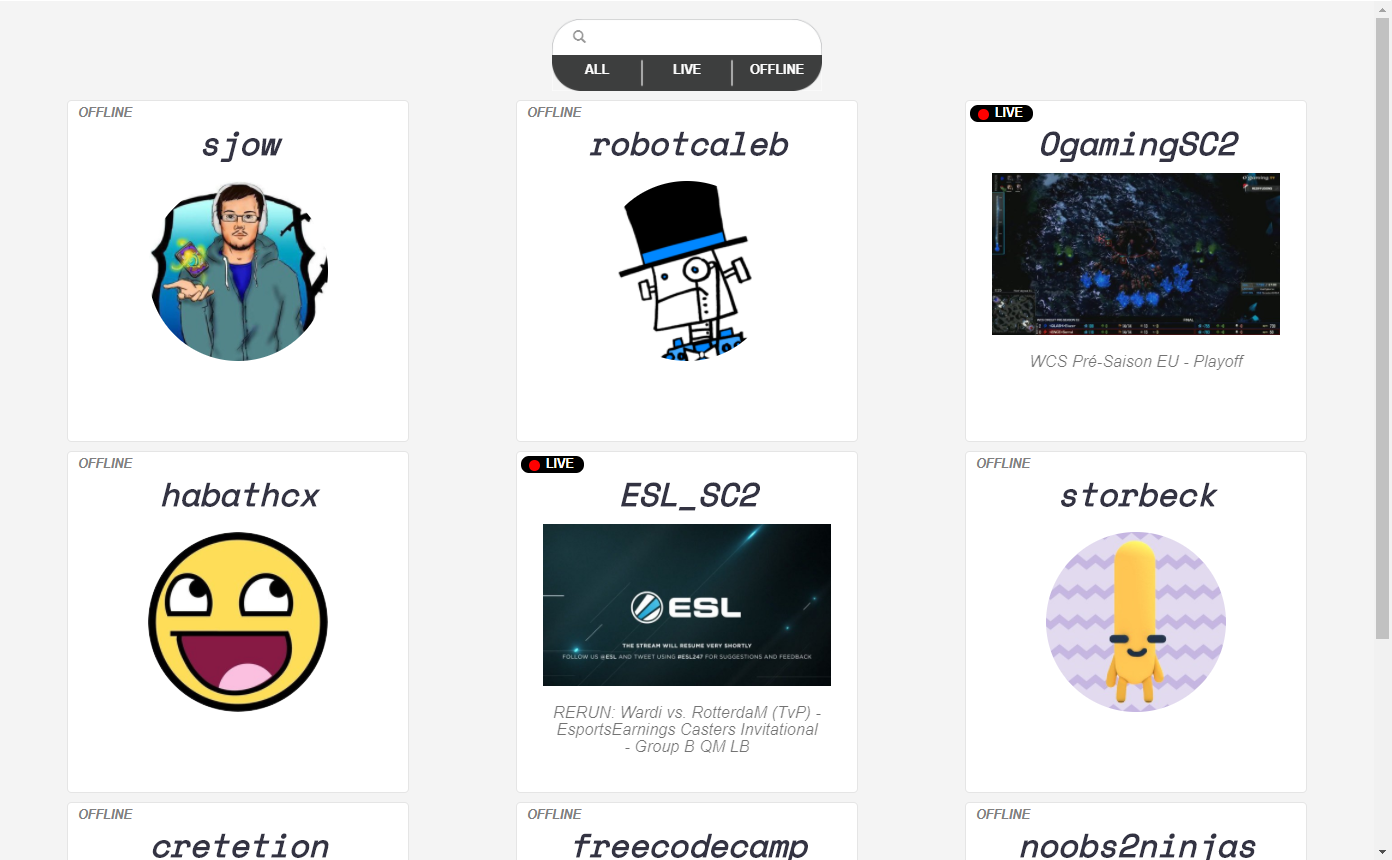 ALL LIVE OFFLINE
OFFLINE
sjow
OFFLINE
robotcaleb
LIVE
OgamingSC2
WCS Pré-Saison EU - Playoff
OFFLINE
habathcx
LIVE
ESL_SC2
ESL
THE STREAM WILL RESUME VERY SHORTLY
FOLLOW US @ESL AND TWEET USING #ESL247 FOR SUGGESTIONS AND FEEDBACK
RERUN: Wardi vs. RotterdaM (TvP) -
EsportsEarnings Casters Invitational
- Group B QM LB
OFFLINE
storbeck
OFFLINE
cretetion
OFFLINE
freecodecamp
OFFLINE
noobs2ninjas